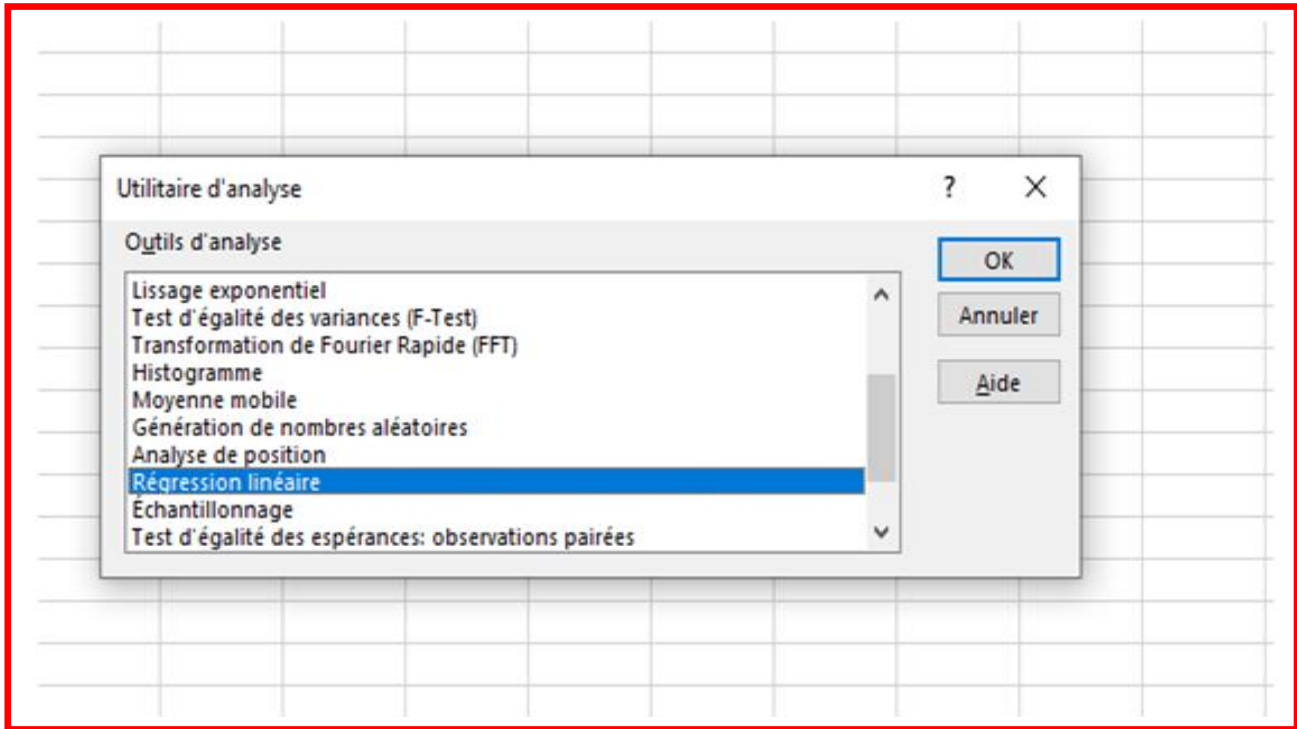 Utilitaire d'analyse
?
Outils d'analyse
OK
Lissage exponentiel
Test d'égalité des variances (F-Test)
Annuler
Transformation de Fourier Rapide (FFT)
Histogramme
Aide
Moyenne mobile
Génération de nombres aléatoires
Analyse de position
Régression linéaire
Échantillonnage
Test d'égalité des espérances: observations pairées